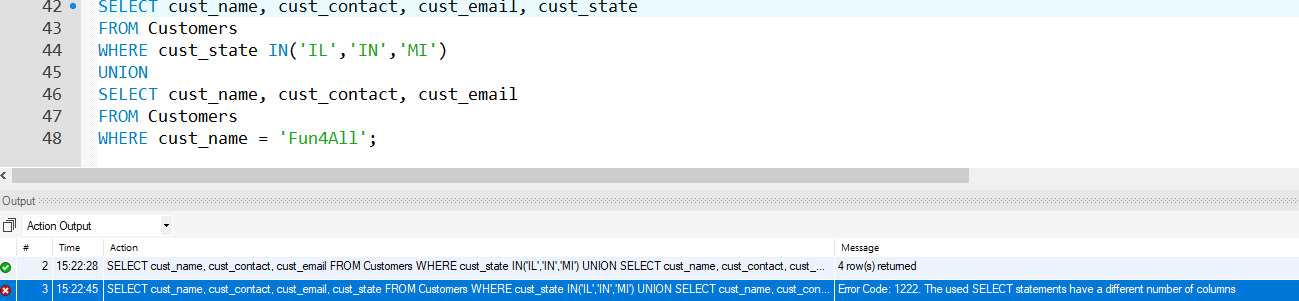 42 SELECT cust_name, cust_contact, cust_email, cust_state
43 FROM Customers
44 WHERE cust_state IN('IL','IN','MI')
45 UNION
46 SELECT cust_name, cust_contact, cust_email
47 FROM Customers
48 WHERE cust_name = 'Fun4All';
Output
Action Output
# Time Action Message
2 15:22:28 SELECT cust_name, cust_contact, cust_email FROM Customers WHERE cust_state IN('IL','IN','MI') UNION SELECT cust_name, cust_contact, cust_... 4 row(s) returned
3 15:22:45 SELECT cust_name, cust_contact, cust_email, cust_state FROM Customers WHERE cust_state IN('IL','IN','MI') UNION SELECT cust_name, cust_con... Error Code: 1222. The used SELECT statements have a different number of columns